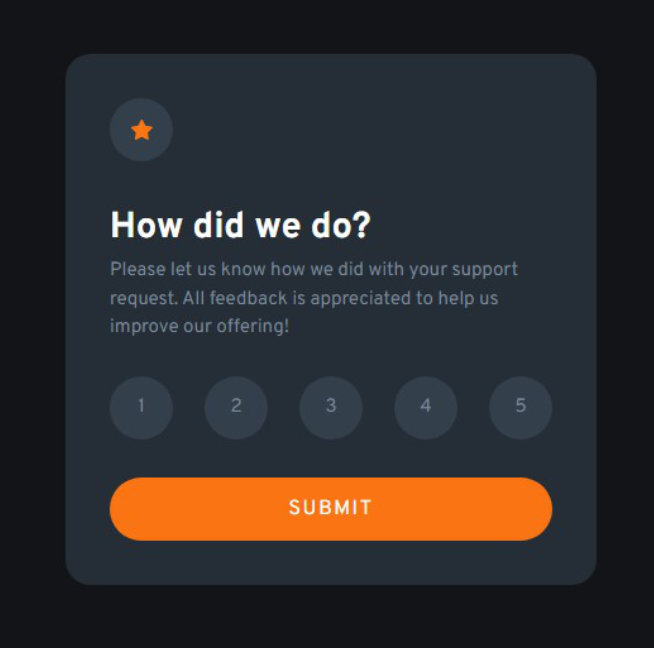 How did we do?
Please let us know how we did with your support
request. All feedback is appreciated to help us
improve our offering!
1 2 3 4 5
SUBMIT